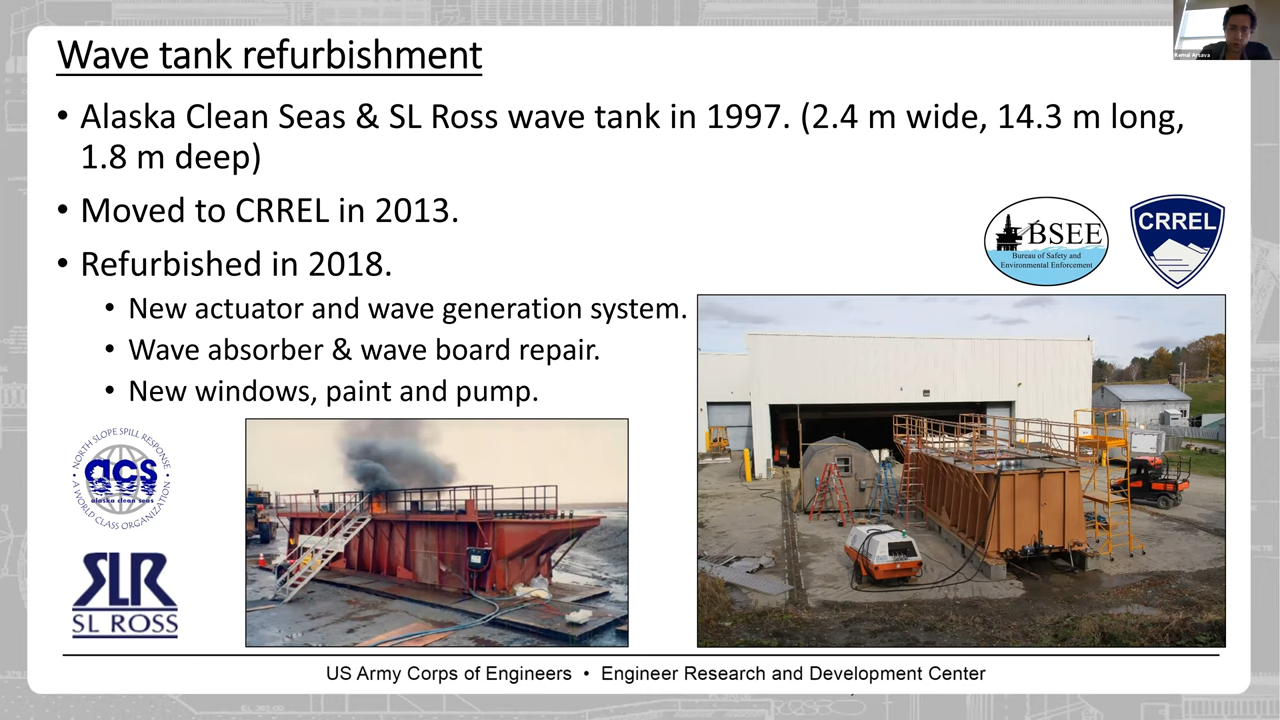 Kemal Arsava
Wave tank refurbishment
• Alaska Clean Seas & SL Ross wave tank in 1997. (2.4 m wide, 14.3 m long,
1.8 m deep)
• Moved to CRREL in 2013.
• Refurbished in 2018.
• New actuator and wave generation system.
• Wave absorber & wave board repair.
• New windows, paint and pump.
BSEE
Bureau of Safety and
Environmental Enforcement
CRREL
NORTH SLOPE SPILL RESPONSE
acs
alaska clean seas
A WORLD CLASS ORGANIZATION
SLR
SL ROSS
US Army Corps of Engineers • Engineer Research and Development Center